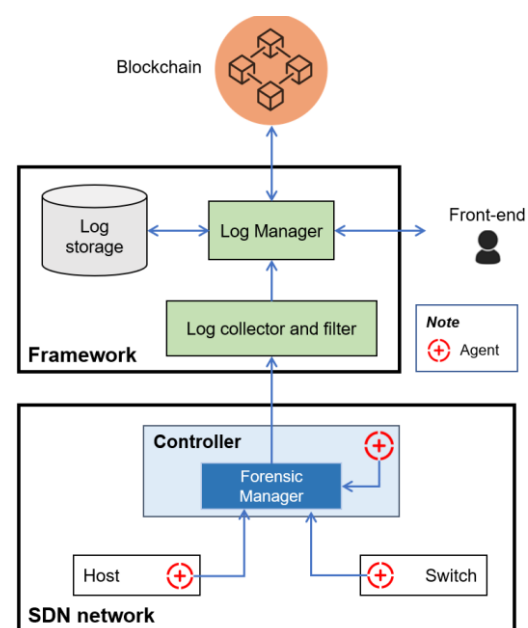 Blockchain
Log
storage
Log Manager
Front-end
Log collector and filter
Framework
Note
Agent
Controller
Forensic
Manager
Host
Switch
SDN network